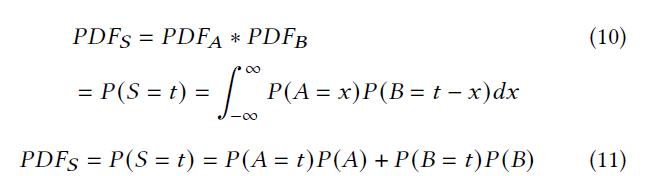 PDF_S = PDF_A * PDF_B (10)
= P(S = t) = ∫_{-∞}^{∞} P(A = x)P(B = t − x)dx
PDF_S = P(S = t) = P(A = t)P(A) + P(B = t)P(B) (11)